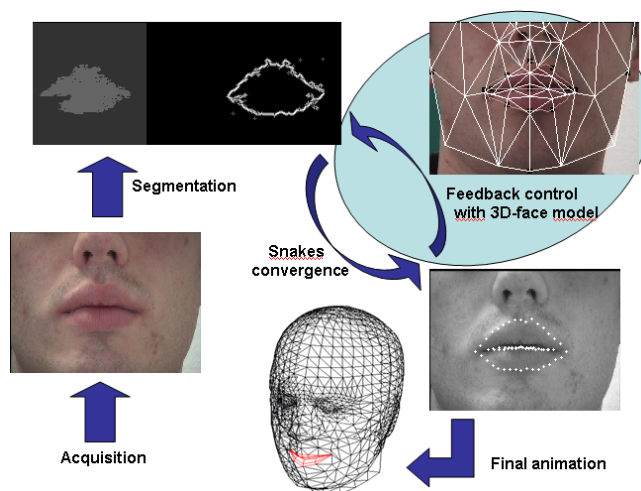 Segmentation
Feedback control
with 3D-face model
Snakes
convergence
Acquisition
Final animation